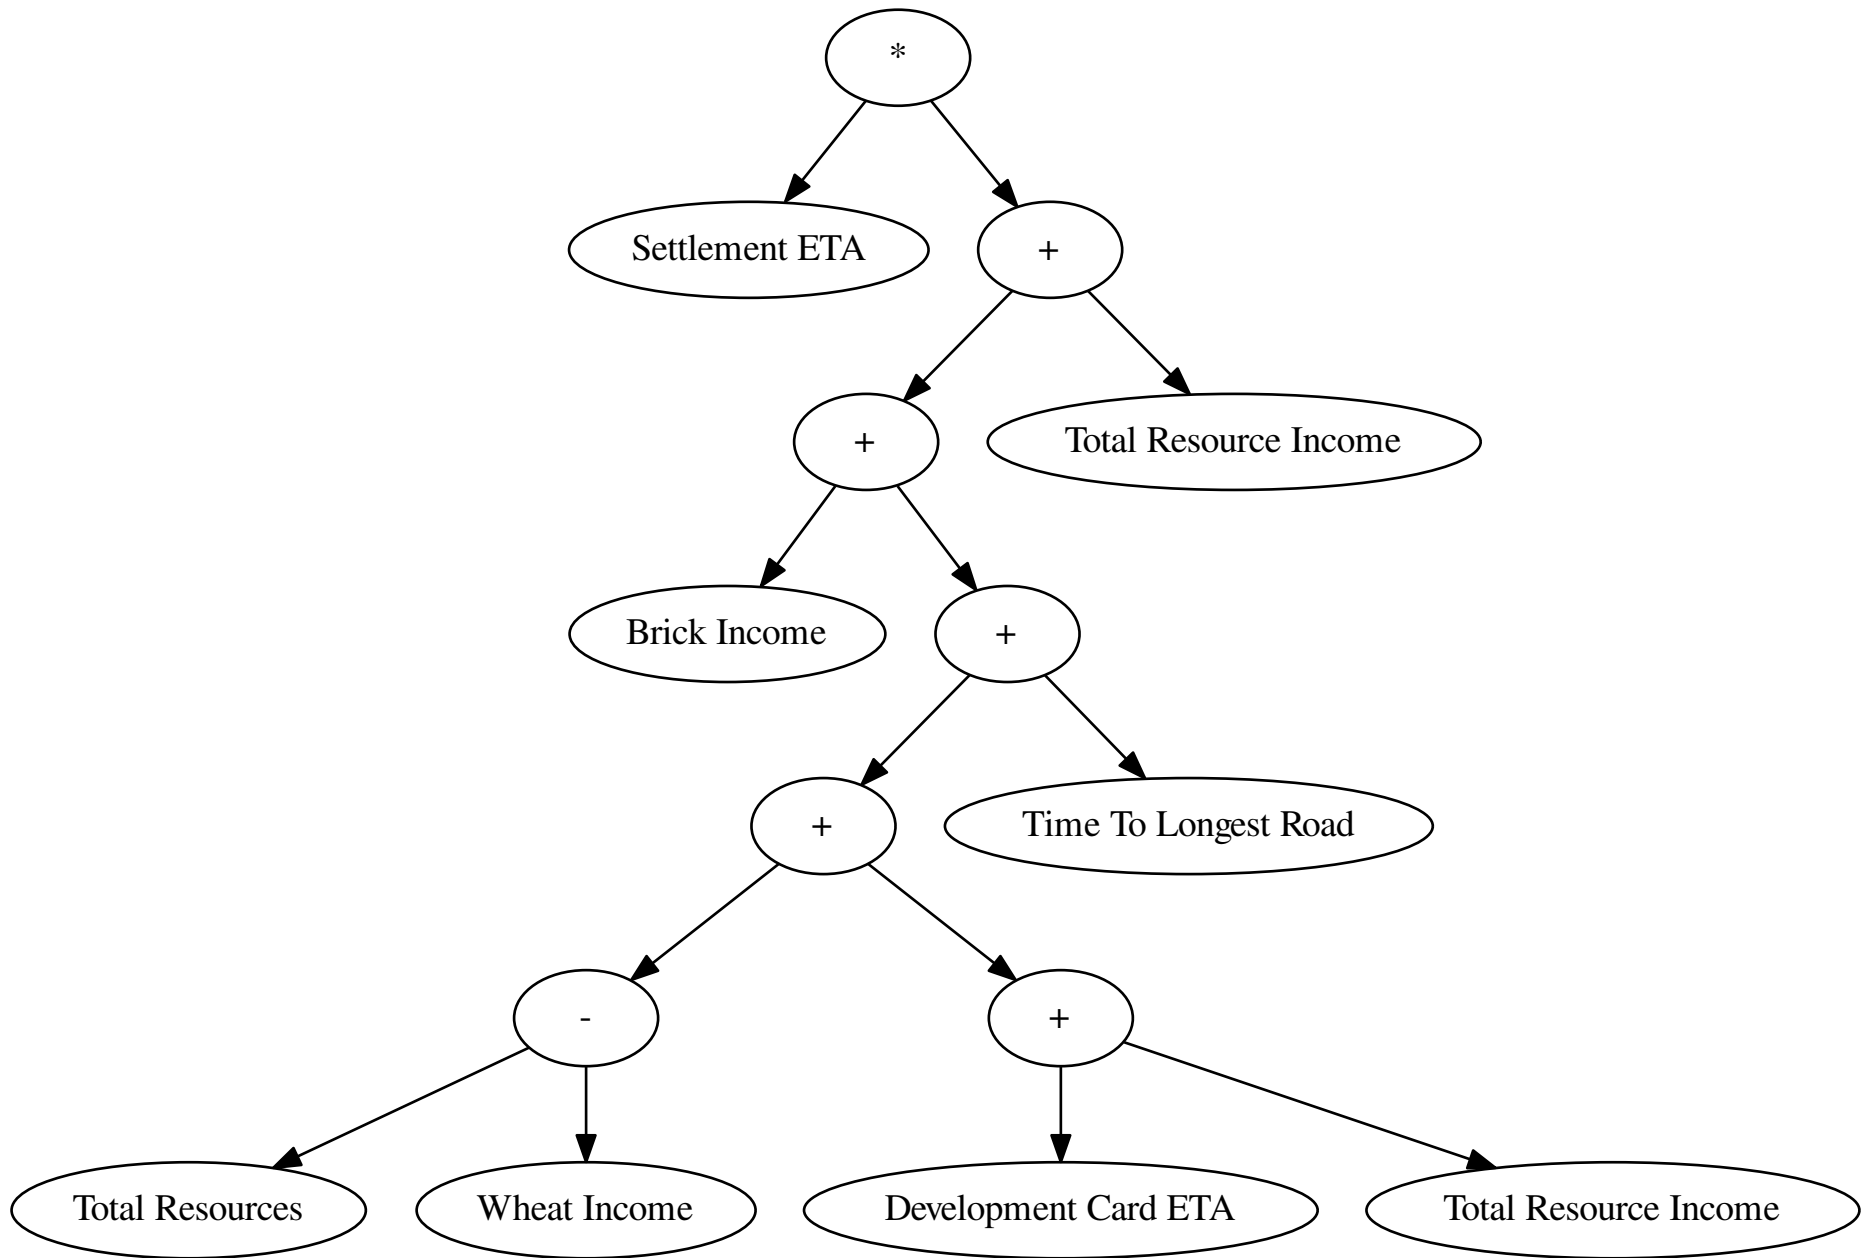 *
Settlement ETA
+
+
Total Resource Income
Brick Income
+
+
Time To Longest Road
-
+
Total Resources
Wheat Income
Development Card ETA
Total Resource Income